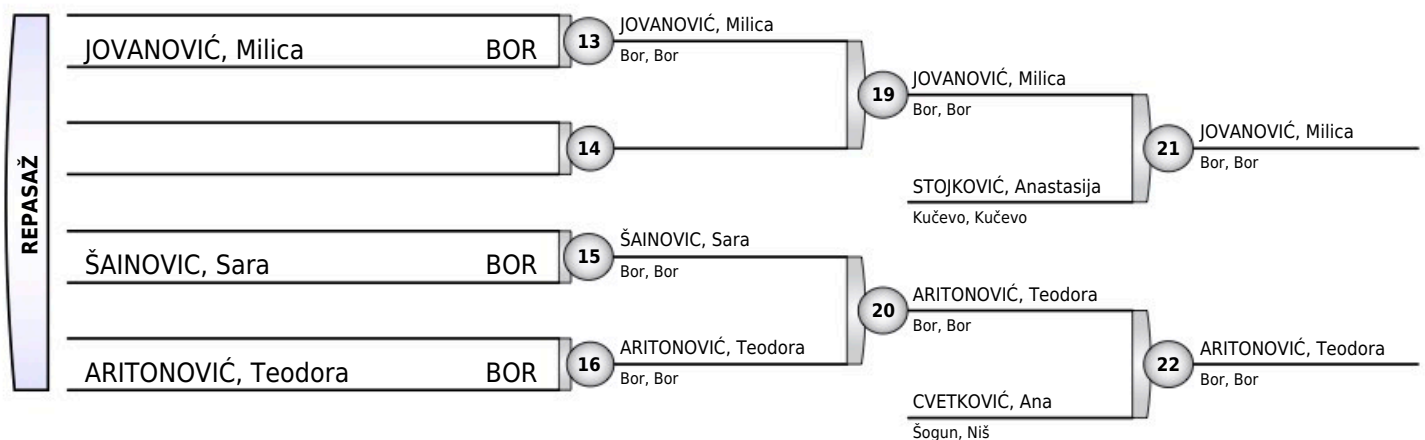 REPASAŽ
JOVANOVIĆ, Milica BOR
13
JOVANOVIĆ, Milica
Bor, Bor
14
19
JOVANOVIĆ, Milica
Bor, Bor
STOJKOVIĆ, Anastasija
Kučevo, Kučevo
21
JOVANOVIĆ, Milica
Bor, Bor
ŠAINOVIC, Sara BOR
15
ŠAINOVIC, Sara
Bor, Bor
ARITONOVIĆ, Teodora BOR
16
ARITONOVIĆ, Teodora
Bor, Bor
20
ARITONOVIĆ, Teodora
Bor, Bor
CVETKOVIĆ, Ana
Šogun, Niš
22
ARITONOVIĆ, Teodora
Bor, Bor